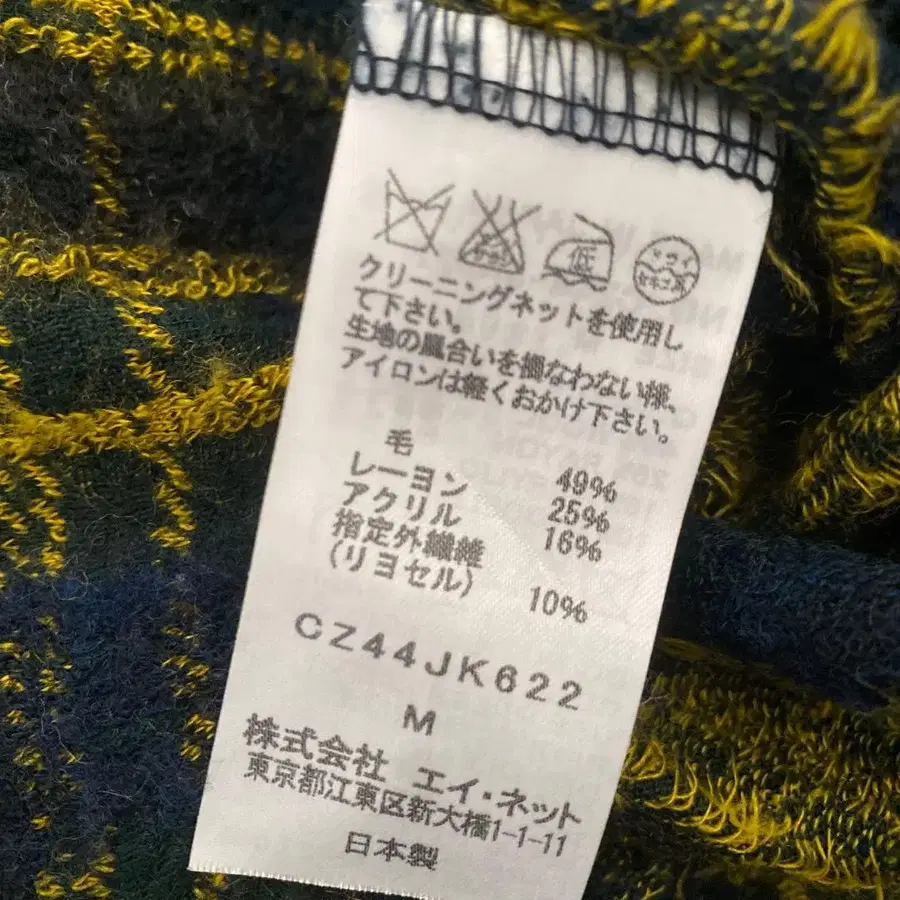 低
クリーニングネットを使用し
て下さい。
生地の風合いを損なわない様、
アイロンは軽くおかけ下さい。
毛 49%
レーヨン 25%
アクリル 16%
指定外繊維
(リヨセル) 10%
CZ44JK622
M
株式会社 エイ・ネット
東京都江東区新大橋1-1-11
日本製